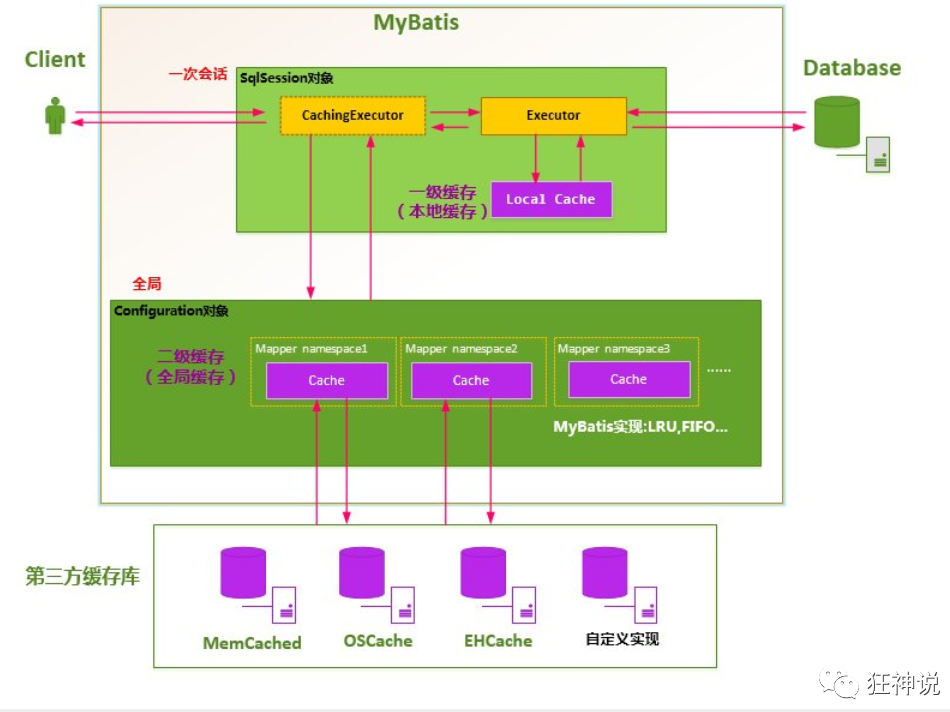 MyBatis
Client
一次会话
SqlSession对象
Database
CachingExecutor
Executor
一级缓存
（本地缓存）
Local Cache
全局
Configuration对象
二级缓存
（全局缓存）
Mapper namespace1
Cache
Mapper namespace2
Cache
Mapper namespace3
Cache
......
MyBatis实现:LRU,FIFO...
第三方缓存库
MemCached
OSCache
EHCache
自定义实现
狂神说